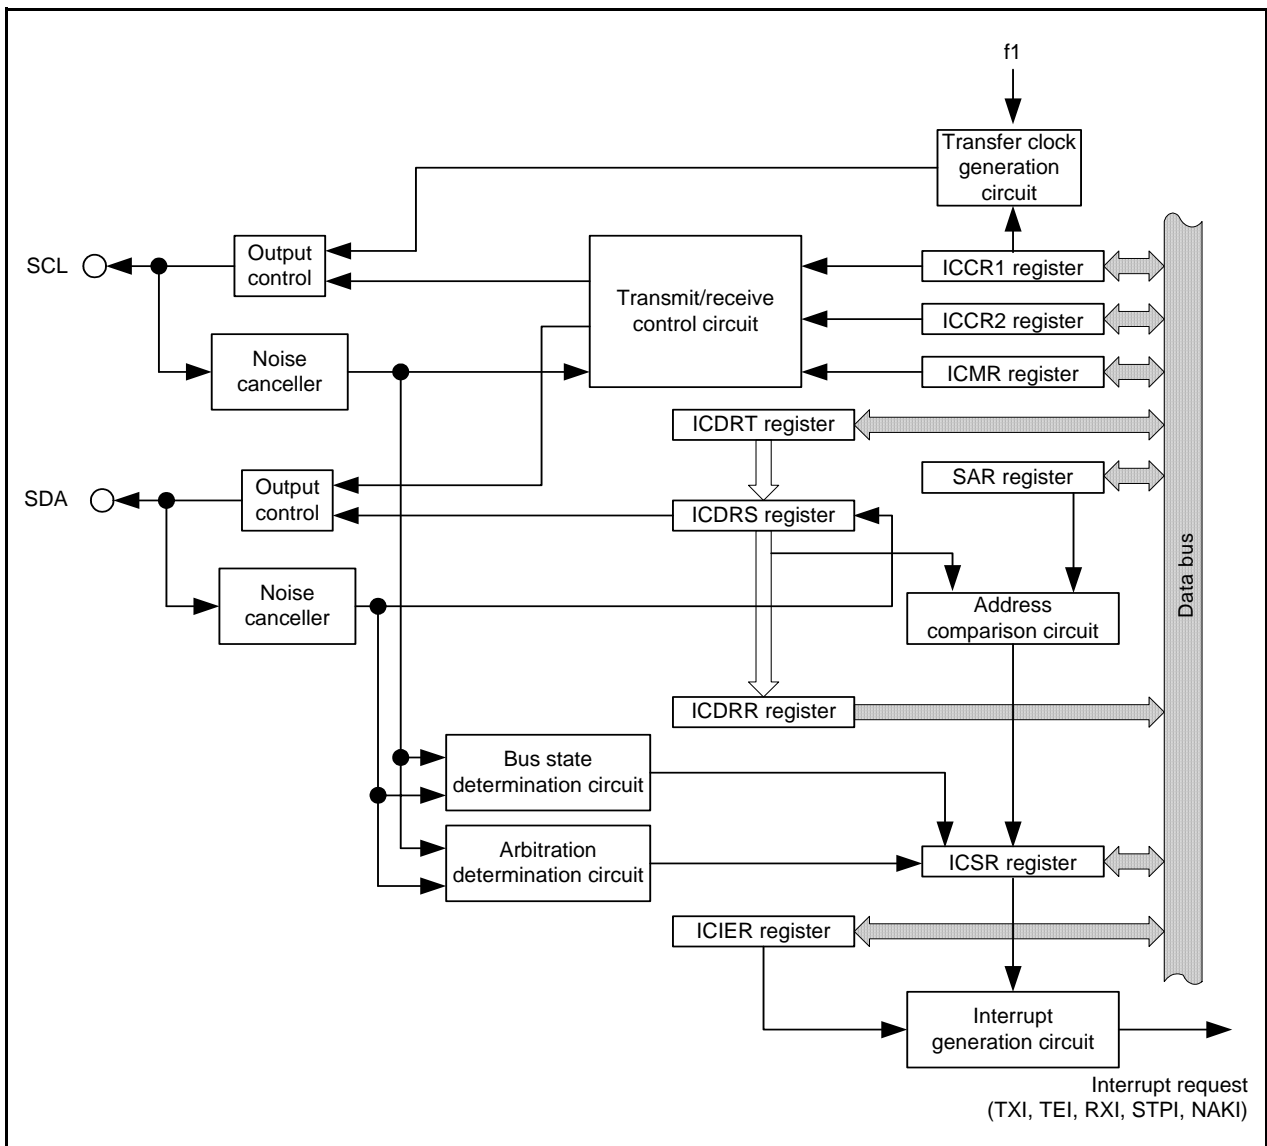 f1
Transfer clock
generation
circuit
SCL
Output
control
Transmit/receive
control circuit
ICCR1 register
ICCR2 register
Noise
canceller
ICMR register
ICDRT register
SDA
Output
control
SAR register
ICDRS register
Data bus
Noise
canceller
Address
comparison circuit
ICDRR register
Bus state
determination circuit
Arbitration
determination circuit
ICSR register
ICIER register
Interrupt
generation circuit
Interrupt request
(TXI, TEI, RXI, STPI, NAKI)